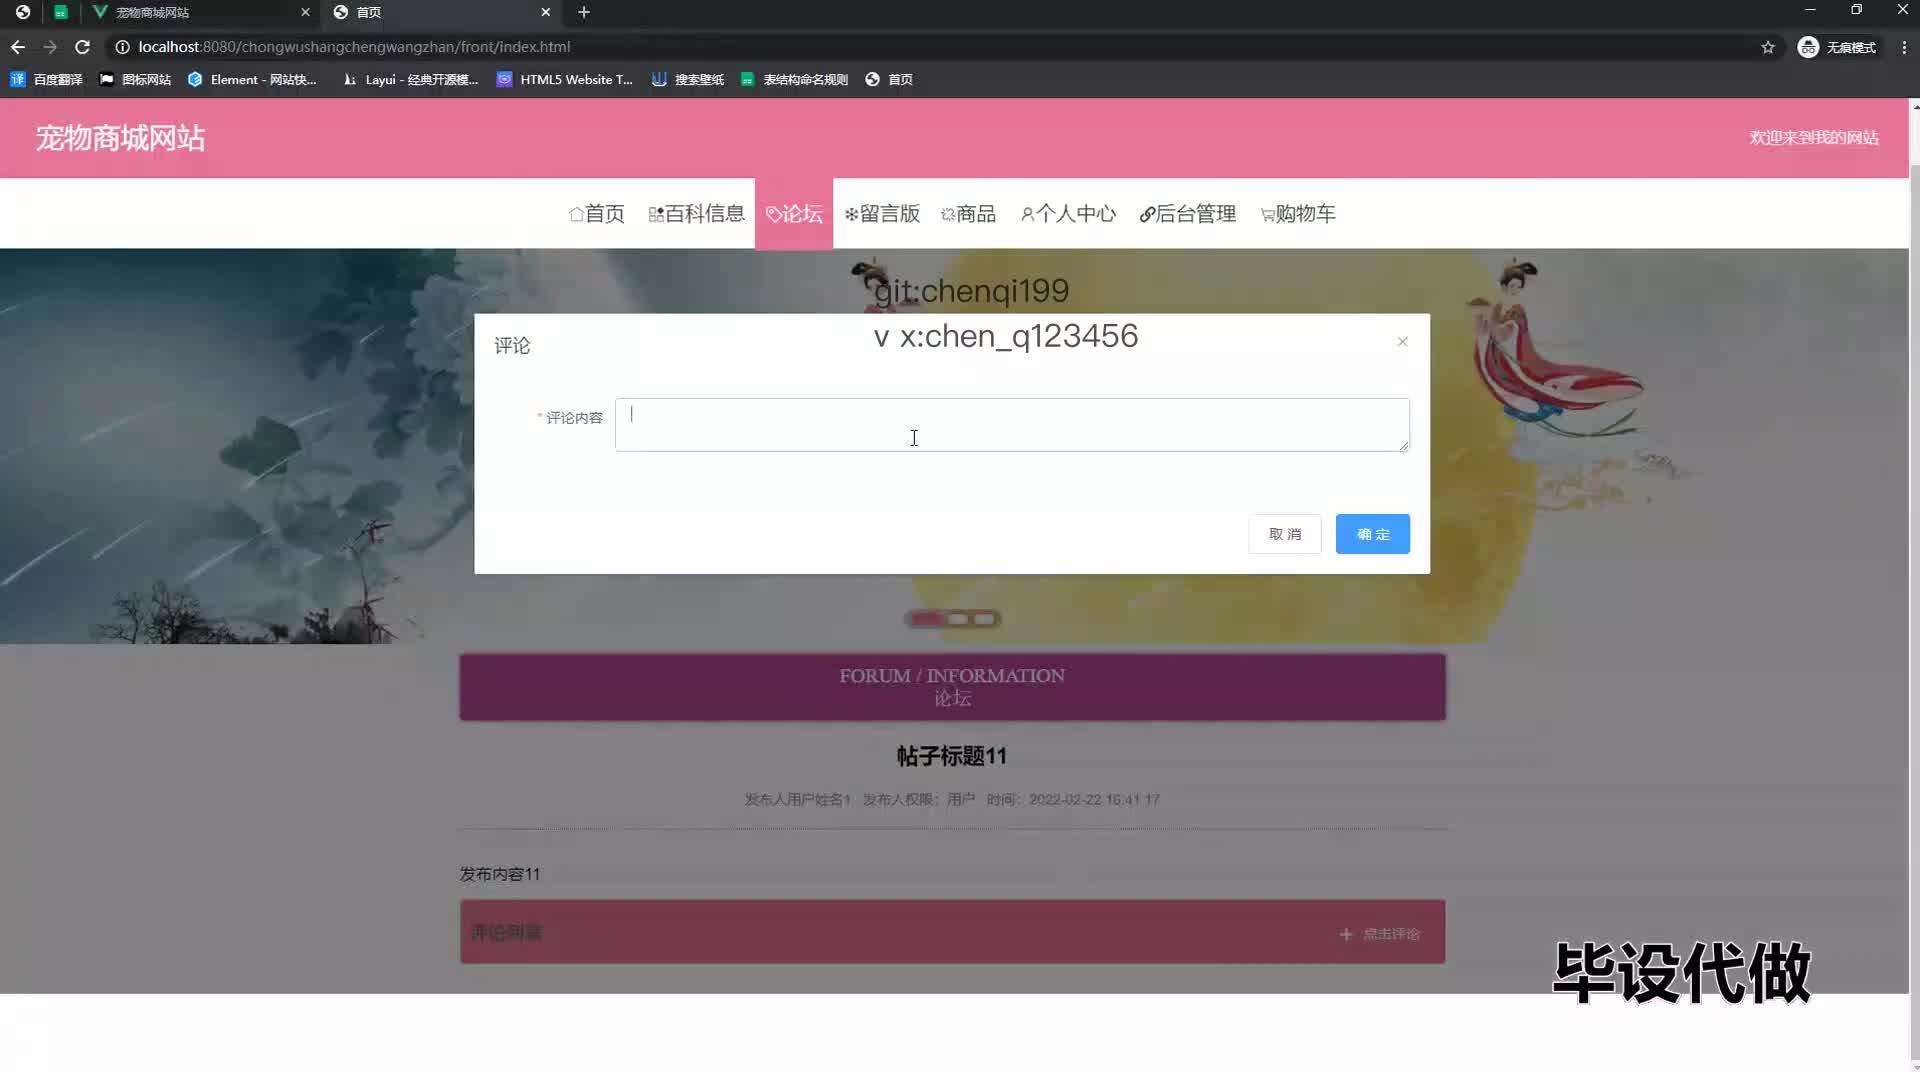 宠物商城网站
首页
localhost:8080/chongwushangchengwangzhan/front/index.html
无痕模式
百度翻译
图标网站
Element - 网站快...
Layui - 经典开源模...
HTML5 Website T...
搜索壁纸
表结构命名规则
首页
宠物商城网站
欢迎来到我的网站
首页
百科信息
论坛
留言版
商品
个人中心
后台管理
购物车
git:chenqi199
v x:chen_q123456
评论
* 评论内容
取 消
确 定
FORUM / INFORMATION
论坛
帖子标题11
发布人用户姓名1 发布人权限：用户 时间：2022-02-22 16:41:17
发布内容11
评论列表
点击评论
毕设代做